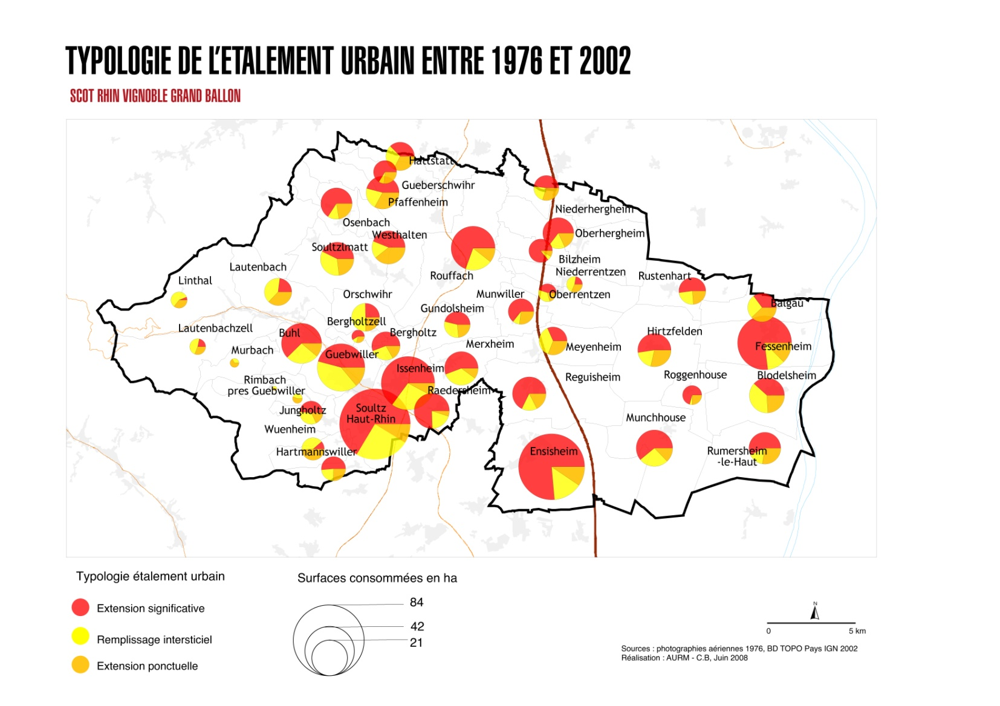 TYPOLOGIE DE L'ETALEMENT URBAIN ENTRE 1976 ET 2002
SCOT RHIN VIGNOBLE GRAND BALLON
Hattstatt
Gueberschwihr
Pfaffenheim
Niederhergheim
Osenbach
Westhalten
Oberhergheim
Soultzlmatt
Bilzheim
Lautenbach
Niederrentzen
Rouffach
Rustenhart
Linthal
Orschwihr
Munwiller
Oberrentzen
Balgau
Gundolsheim
Bergholtzell
Lautenbachzell
Buhl
Bergholtz
Hirtzfelden
Merxheim
Meyenheim
Fessenheim
Murbach
Guebwiller
Issenheim
Roggenhouse
Blodelsheim
Reguisheim
Rimbach
pres Guebwiller
Raedersheim
Soultz
Haut-Rhin
Jungholtz
Munchhouse
Wuenheim
Hartmannswiller
Ensisheim
Rumersheim
-le-Haut
Typologie étalement urbain
Extension significative
Remplissage intersticiel
Extension ponctuelle
Surfaces consommées en ha
84
42
21
N
0 5 km
Sources : photographies aériennes 1976, BD TOPO Pays IGN 2002
Réalisation : AURM - C.B, Juin 2008